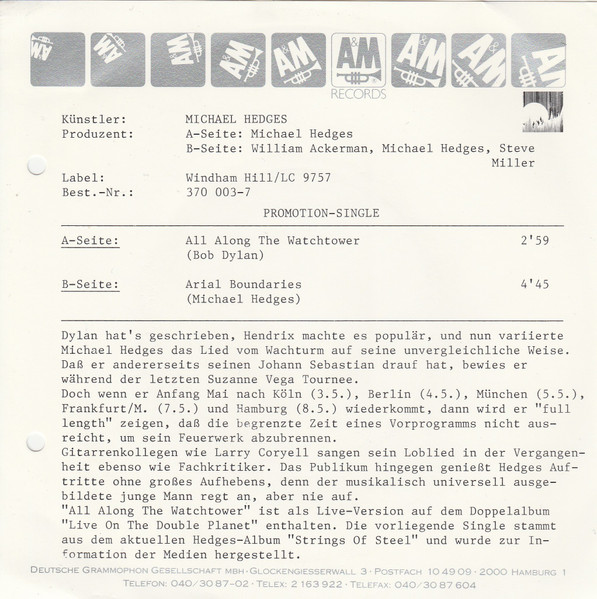 A&M A&M A&M A&M A&M A&M A&M A&M A&M
RECORDS
Künstler: MICHAEL HEDGES
Produzent: A-Seite: Michael Hedges
B-Seite: William Ackerman, Michael Hedges, Steve
Miller
Label: Windham Hill/LC 9757
Best.-Nr.: 370 003-7
PROMOTION-SINGLE
A-Seite: All Along The Watchtower 2'59
(Bob Dylan)
B-Seite: Arial Boundaries 4'45
(Michael Hedges)
Dylan hat's geschrieben, Hendrix machte es populär, und nun variierte
Michael Hedges das Lied vom Wachturm auf seine unvergleichliche Weise.
Daß er andererseits seinen Johann Sebastian drauf hat, bewies er
während der letzten Suzanne Vega Tournee.
Doch wenn er Anfang Mai nach Köln (3.5.), Berlin (4.5.), München (5.5.),
Frankfurt/M. (7.5.) und Hamburg (8.5.) wiederkommt, dann wird er "full
length" zeigen, daß die begrenzte Zeit eines Vorprogramms nicht aus-
reicht, um sein Feuerwerk abzubrennen.
Gitarrenkollegen wie Larry Coryell sangen sein Loblied in der Vergangen-
heit ebenso wie Fachkritiker. Das Publikum hingegen genießt Hedges Auf-
tritte ohne großes Aufhebens, denn der musikalisch universell ausge-
bildete junge Mann regt an, aber nie auf.
"All Along The Watchtower" ist als Live-Version auf dem Doppelalbum
"Live On The Double Planet" enthalten. Die vorliegende Single stammt
aus dem aktuellen Hedges-Album "Strings Of Steel" und wurde zur In-
formation der Medien hergestellt.
DEUTSCHE GRAMMOPHON GESELLSCHAFT MBH · GLOCKENGIESSERWALL 3 · POSTFACH 10 49 09 · 2000 HAMBURG 1
TELEFON: 040/30 87-02 · TELEX: 2 163 922 · TELEFAX: 040/30 87 604